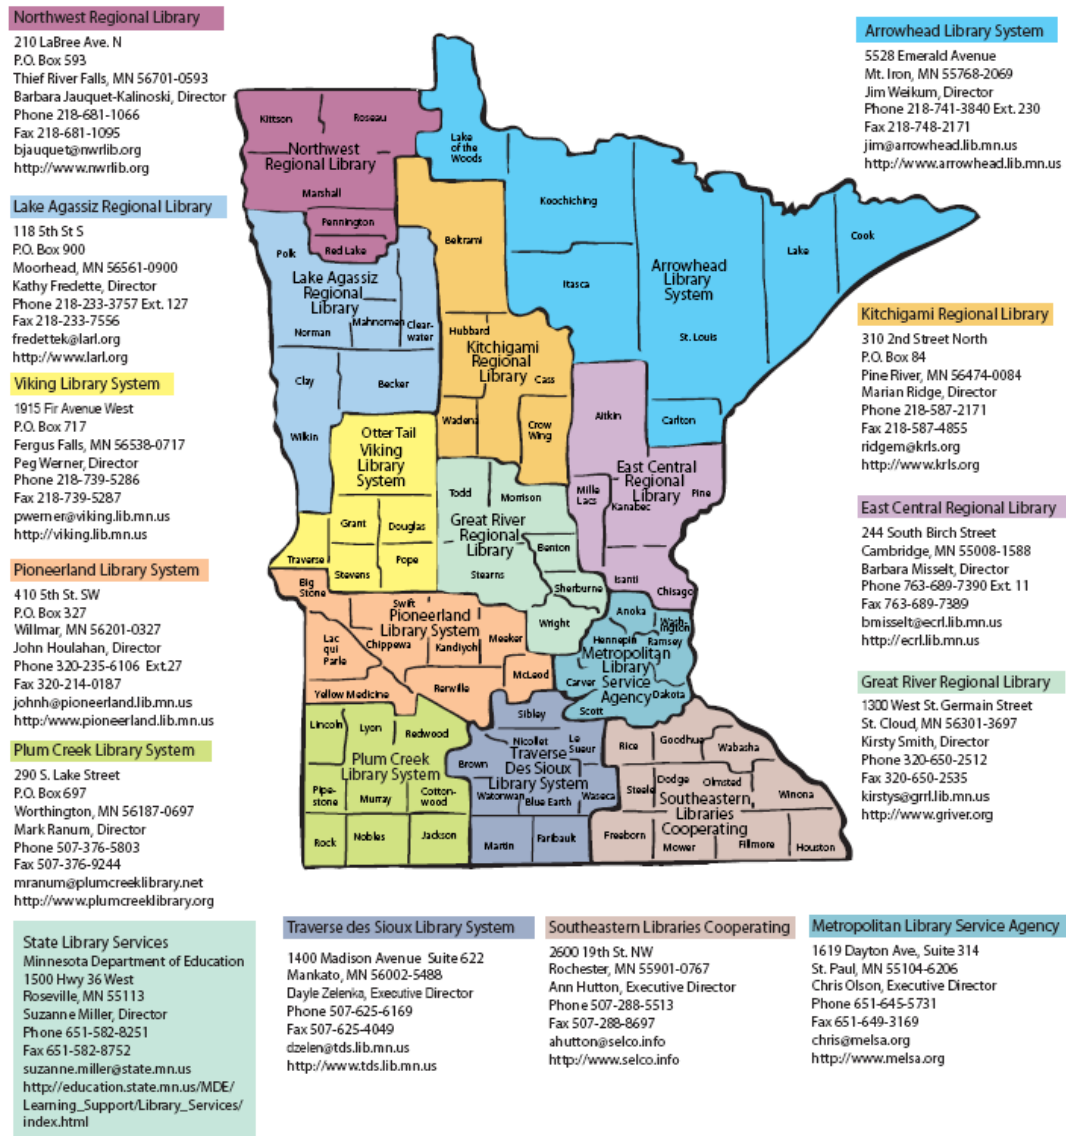 Northwest Regional Library
210 LaBree Ave. N
P.O. Box 593
Thief River Falls, MN 56701-0593
Barbara Jauquet-Kalinoski, Director
Phone 218-681-1066
Fax 218-681-1095
bjauquet@nwrlib.org
http://www.nwrlib.org
Lake Agassiz Regional Library
118 5th St S
P.O. Box 900
Moorhead, MN 56561-0900
Kathy Fredette, Director
Phone 218-233-3757 Ext. 127
Fax 218-233-7556
fredettek@larl.org
http://www.larl.org
Viking Library System
1915 Fir Avenue West
P.O. Box 717
Fergus Falls, MN 56538-0717
Peg Werner, Director
Phone 218-739-5286
Fax 218-739-5287
pwerner@viking.lib.mn.us
http://viking.lib.mn.us
Pioneerland Library System
410 5th St. SW
P.O. Box 327
Willmar, MN 56201-0327
John Houlahan, Director
Phone 320-235-6106 Ext.27
Fax 320-214-0187
johnh@pioneerland.lib.mn.us
http://www.pioneerland.lib.mn.us
Plum Creek Library System
290 S. Lake Street
P.O. Box 697
Worthington, MN 56187-0697
Mark Ranum, Director
Phone 507-376-5803
Fax 507-376-9244
mranum@plumcreeklibrary.net
http://www.plumcreeklibrary.org
Kittson
Roseau
Northwest
Regional Library
Marshall
Pennington
Red Lake
Lake
of the
Woods
Koochiching
Itasca
Arrowhead
Library
System
St. Louis
Lake
Cook
Carlton
Polk
Lake Agassiz
Regional
Library
Norman
Mahnomen
Clear-
water
Clay
Becker
Wilkin
Beltrami
Hubbard
Kitchigami
Regional
Library
Cass
Wadena
Crow
Wing
Otter Tail
Viking
Library
System
Grant
Douglas
Traverse
Stevens
Pope
Aitkin
East Central
Regional
Library
Mille
Lacs
Kanabec
Pine
Isanti
Chisago
Todd
Morrison
Great River
Regional
Library
Benton
Stearns
Sherburne
Wright
Big
Stone
Swift
Pioneerland
Library System
Lac
qui
Parle
Chippewa
Kandiyohi
Meeker
McLeod
Renville
Yellow Medicine
Anoka
Wash-
ington
Hennepin
Ramsey
Metropolitan
Library
Service
Agency
Carver
Dakota
Scott
Lincoln
Lyon
Redwood
Plum Creek
Library System
Pipe-
stone
Murray
Cotton-
wood
Rock
Nobles
Jackson
Sibley
Nicollet
Le
Sueur
Brown
Traverse
Des Sioux
Library System
Watonwan
Blue Earth
Waseca
Martin
Faribault
Rice
Goodhue
Wabasha
Steele
Dodge
Olmsted
Winona
Southeastern,
Libraries
Cooperating
Freeborn
Mower
Fillmore
Houston
Arrowhead Library System
5528 Emerald Avenue
Mt. Iron, MN 55768-2069
Jim Weikum, Director
Phone 218-741-3840 Ext. 230
Fax 218-748-2171
jim@arrowhead.lib.mn.us
http://www.arrowhead.lib.mn.us
Kitchigami Regional Library
310 2nd Street North
P.O. Box 84
Pine River, MN 56474-0084
Marian Ridge, Director
Phone 218-587-2171
Fax 218-587-4855
ridgem@krls.org
http://www.krls.org
East Central Regional Library
244 South Birch Street
Cambridge, MN 55008-1588
Barbara Misselt, Director
Phone 763-689-7390 Ext. 11
Fax 763-689-7389
bmisselt@ecrl.lib.mn.us
http://ecrl.lib.mn.us
Great River Regional Library
1300 West St. Germain Street
St. Cloud, MN 56301-3697
Kirsty Smith, Director
Phone 320-650-2512
Fax 320-650-2535
kirstys@grrl.lib.mn.us
http://www.griver.org
State Library Services
Minnesota Department of Education
1500 Hwy 36 West
Roseville, MN 55113
Suzanne Miller, Director
Phone 651-582-8251
Fax 651-582-8752
suzanne.miller@state.mn.us
http://education.state.mn.us/MDE/
Learning_Support/Library_Services/
index.html
Traverse des Sioux Library System
1400 Madison Avenue Suite 622
Mankato, MN 56002-5488
Dayle Zelenka, Executive Director
Phone 507-625-6169
Fax 507-625-4049
dzelen@tds.lib.mn.us
http://www.tds.lib.mn.us
Southeastern Libraries Cooperating
2600 19th St. NW
Rochester, MN 55901-0767
Ann Hutton, Executive Director
Phone 507-288-5513
Fax 507-288-8697
ahutton@selco.info
http://www.selco.info
Metropolitan Library Service Agency
1619 Dayton Ave., Suite 314
St. Paul, MN 55104-6206
Chris Olson, Executive Director
Phone 651-645-5731
Fax 651-649-3169
chris@melsa.org
http://www.melsa.org